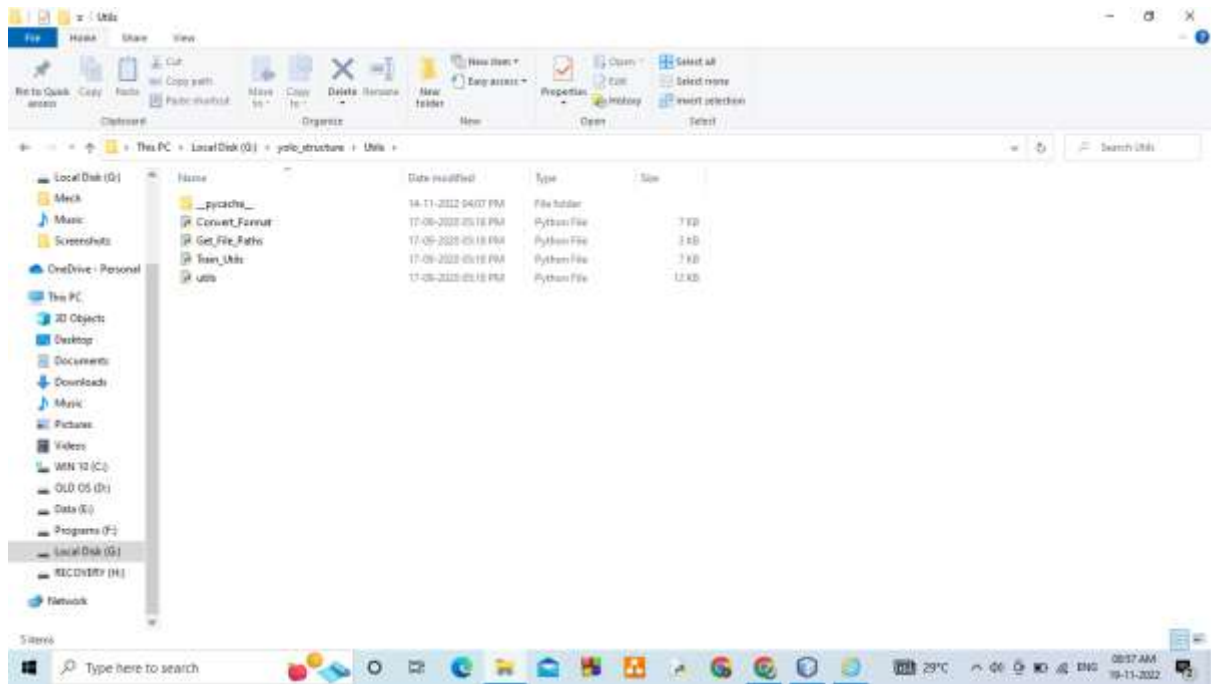 Utils
File Home Share View
Pin to Quick access
Copy
Paste
Cut
Copy path
Paste shortcut
Move to
Copy to
Delete
Rename
New folder
New item
Easy access
Properties
Open
Edit
History
Select all
Select none
Invert selection
Clipboard Organize New Open Select
This PC Local Disk (G:) yolo_structure Utils
Search Utils
Name Date modified Type Size
__pycache__ 14-11-2022 04:07 PM File folder
Convert_Format Python File 7 KB
Get_File_Paths Python File 3 KB
Train_Utils Python File 7 KB
utils Python File 12 KB
Local Disk (G:)
Mech
Music
Screenshots
OneDrive - Personal
This PC
3D Objects
Desktop
Documents
Downloads
Music
Pictures
Videos
WIN 10 (C:)
OLD OS (D:)
Data (E:)
Programs (F:)
Local Disk (G:)
RECOVERY (H:)
Network
5 items
Type here to search
29°C
ENG
08:57 AM
19-11-2022